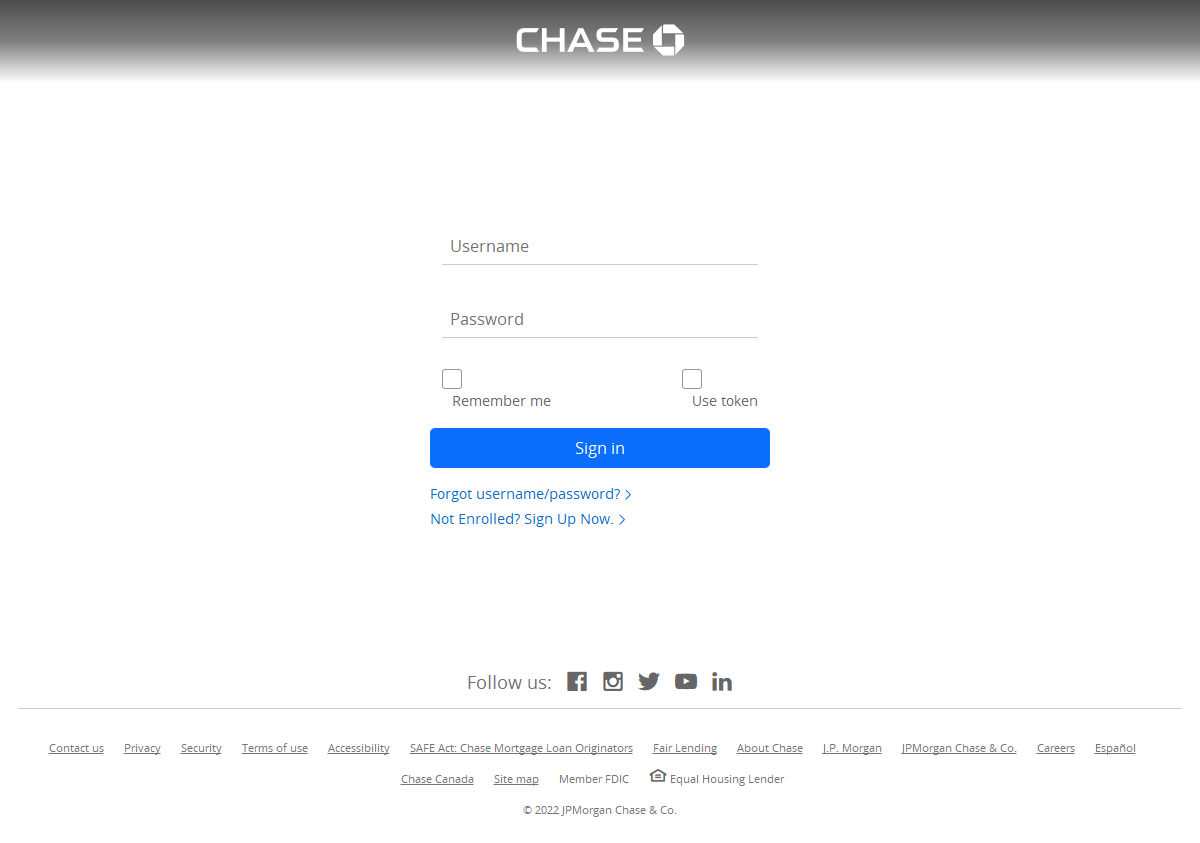 CHASE
Username
Password
Remember me Use token
Sign in
Forgot username/password?
Not Enrolled? Sign Up Now.
Follow us:
Contact us Privacy Security Terms of use Accessibility SAFE Act: Chase Mortgage Loan Originators Fair Lending About Chase J.P. Morgan JPMorgan Chase & Co. Careers Español
Chase Canada Site map Member FDIC Equal Housing Lender
© 2022 JPMorgan Chase & Co.